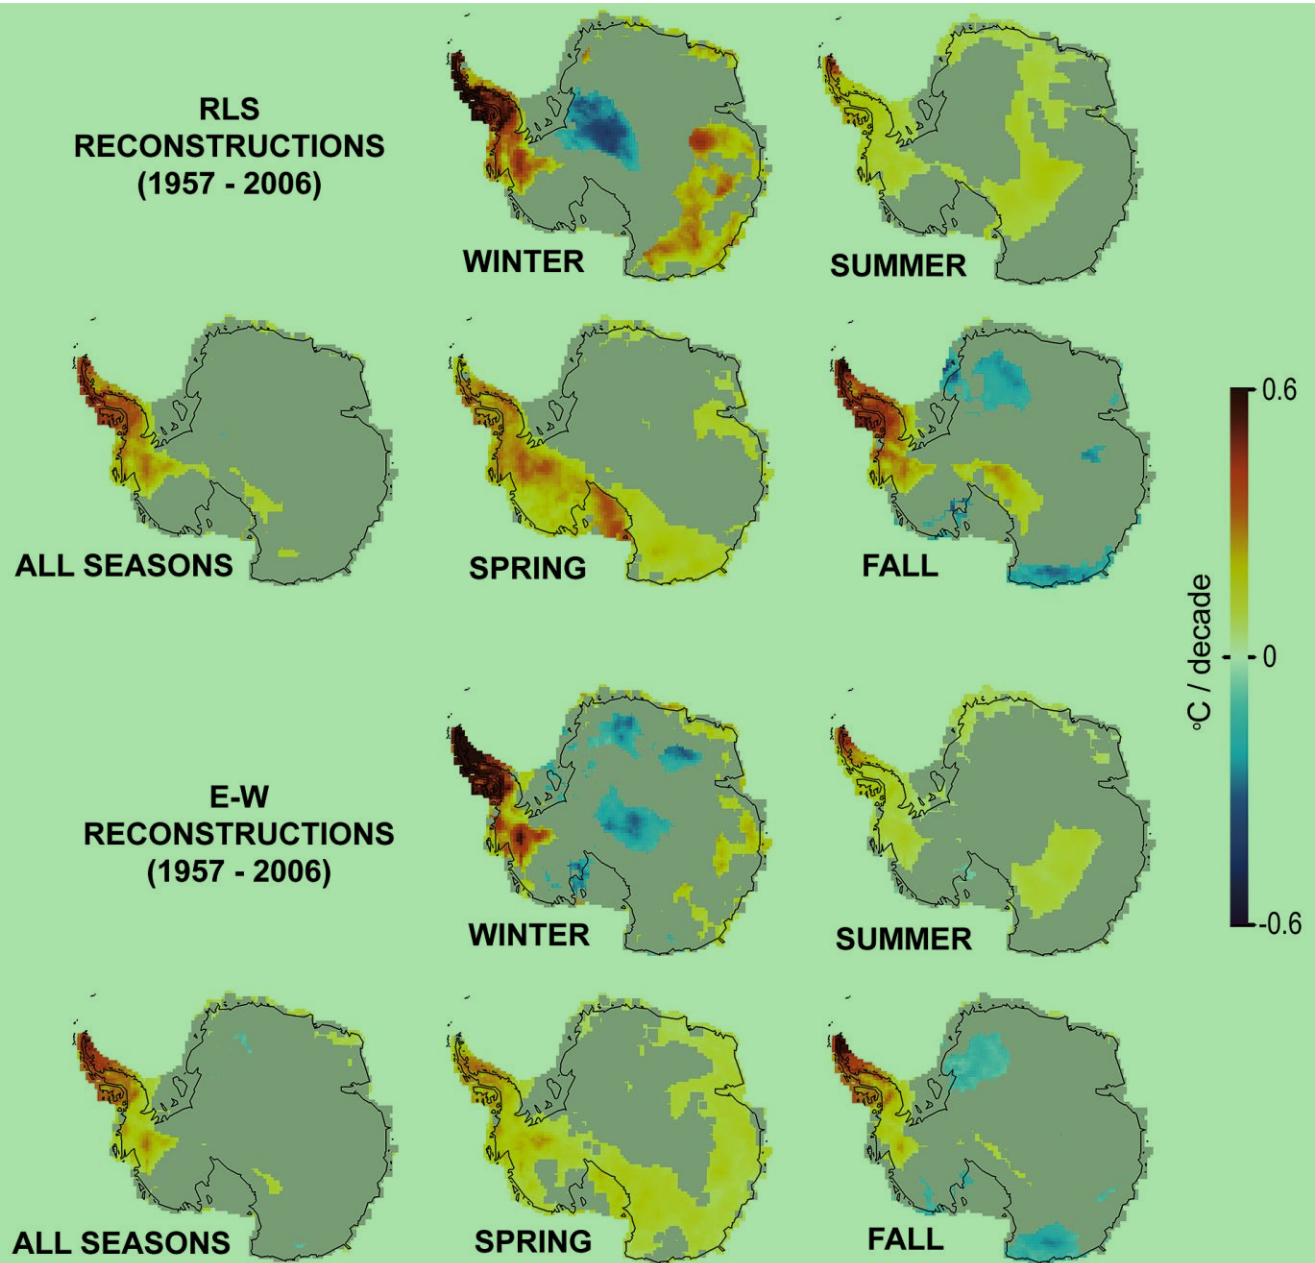 RLS
RECONSTRUCTIONS
(1957 - 2006)
WINTER
SUMMER
ALL SEASONS
SPRING
FALL
0.6
0
-0.6
°C / decade
E-W
RECONSTRUCTIONS
(1957 - 2006)
WINTER
SUMMER
ALL SEASONS
SPRING
FALL